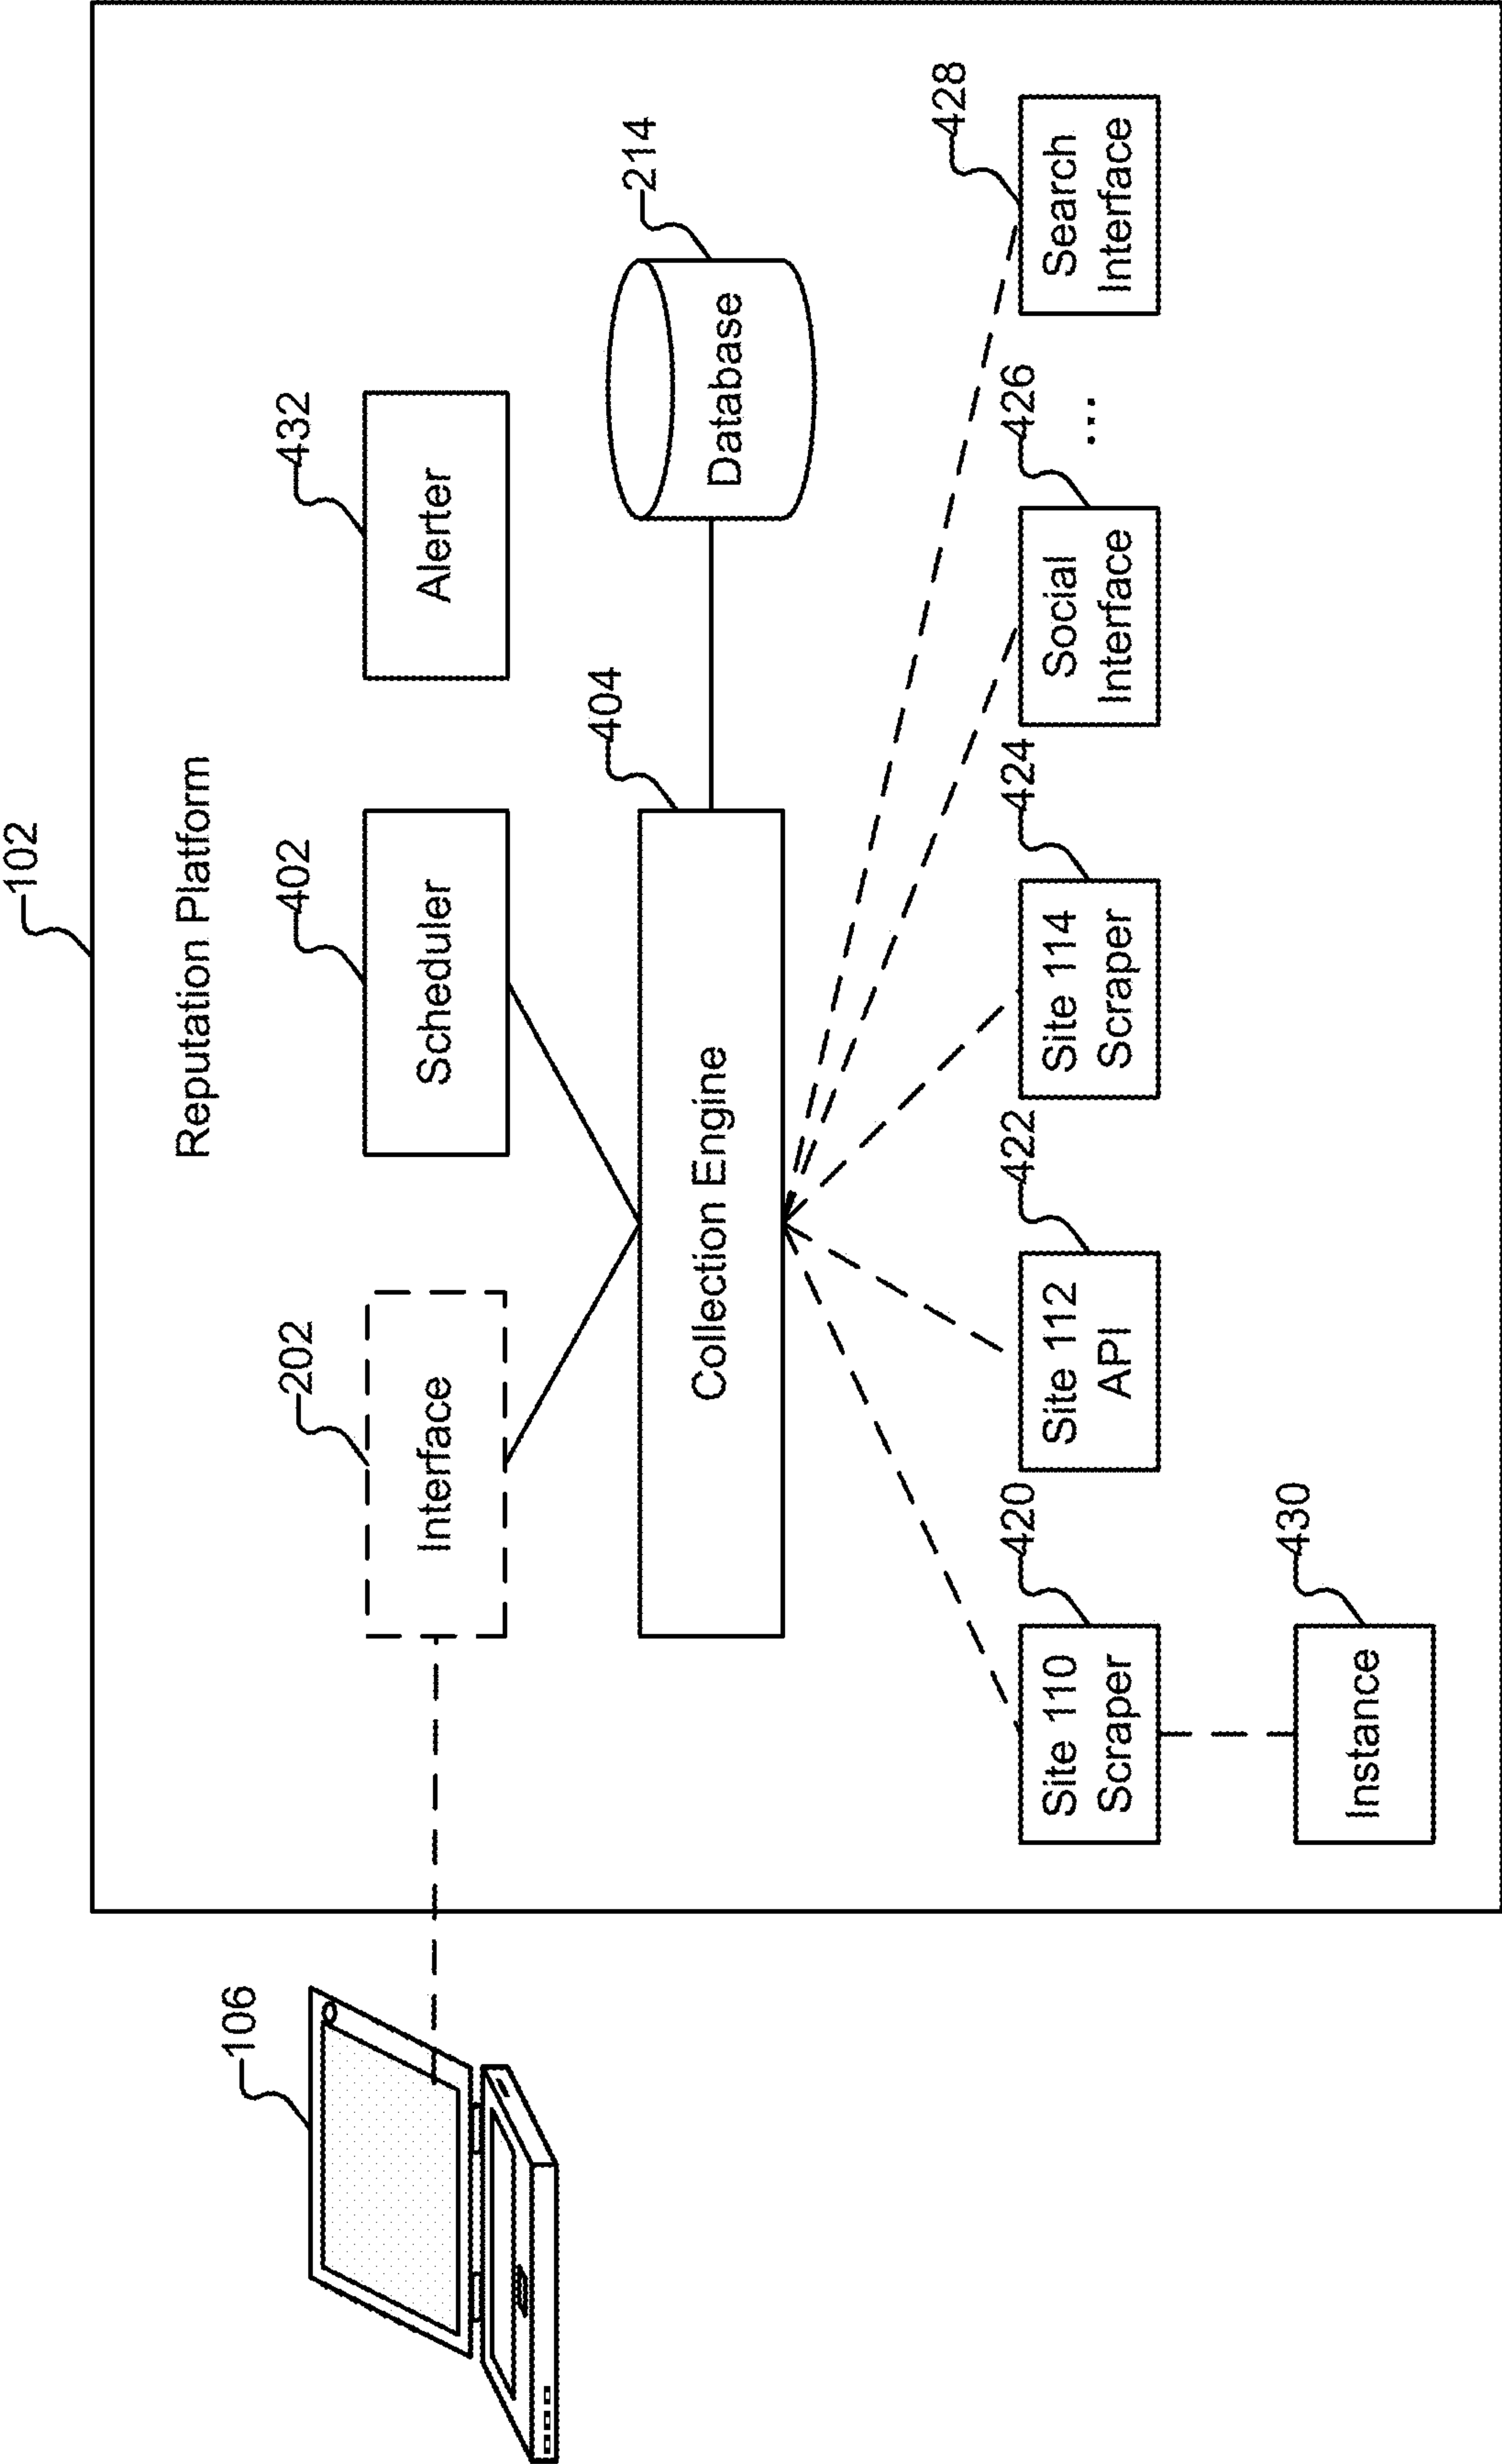 102
Reputation Platform
106
202
402
432
Interface
Scheduler
Alerter
404
214
Collection Engine
Database
420
422
424
426
428
Site 110
Scraper
Site 112
API
Site 114
Scraper
Social
Interface
...
Search
Interface
430
Instance